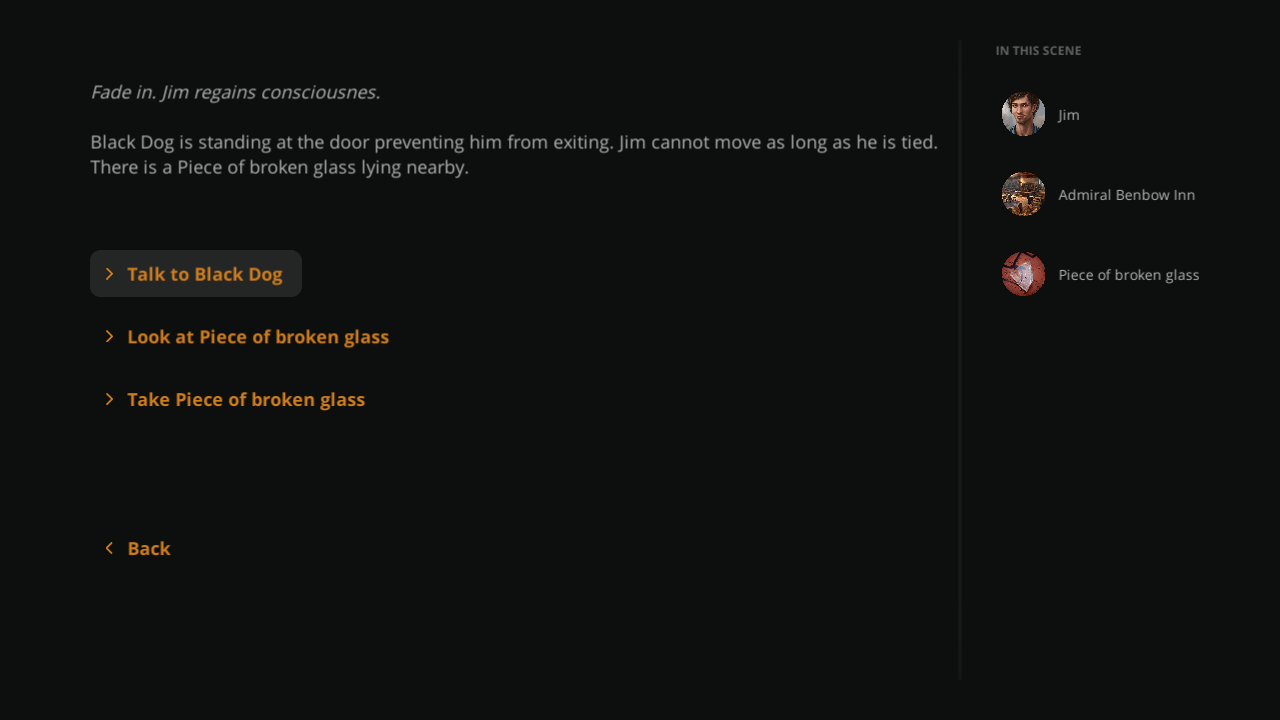 Fade in. Jim regains consciousnes.
Black Dog is standing at the door preventing him from exiting. Jim cannot move as long as he is tied.
There is a Piece of broken glass lying nearby.
Talk to Black Dog
Look at Piece of broken glass
Take Piece of broken glass
Back
IN THIS SCENE
Jim
Admiral Benbow Inn
Piece of broken glass